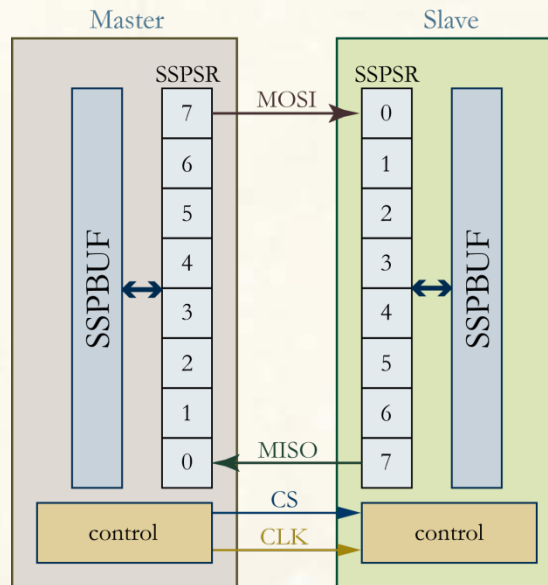 Master
Slave
SSPSR
SSPSR
7
MOSI
0
6
1
5
2
SSPBUF
4
3
SSPBUF
3
4
2
5
1
6
0
MISO
7
CS
control
control
CLK